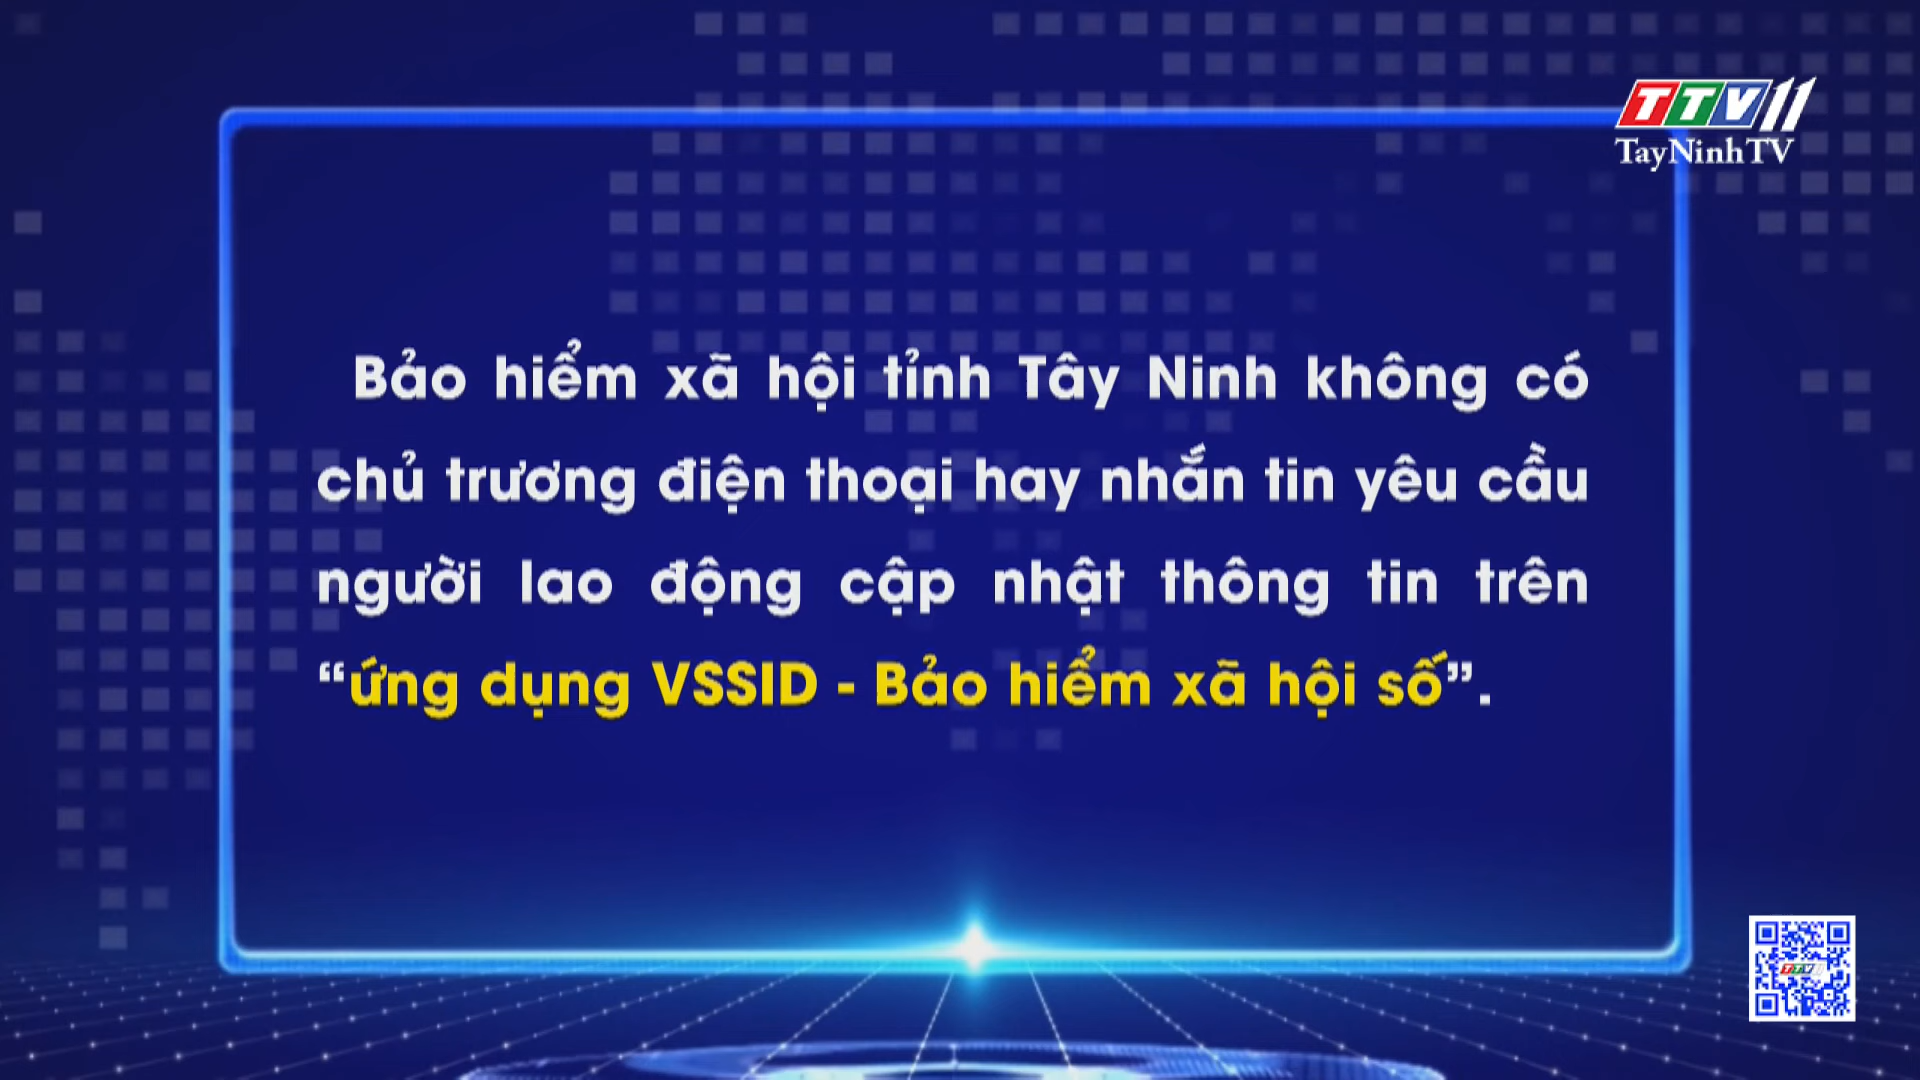 TTV11
TayNinhTV
Bảo hiểm xã hội tỉnh Tây Ninh không có
chủ trương điện thoại hay nhắn tin yêu cầu
người lao động cập nhật thông tin trên
“ứng dụng VSSID - Bảo hiểm xã hội số”.
TTV11